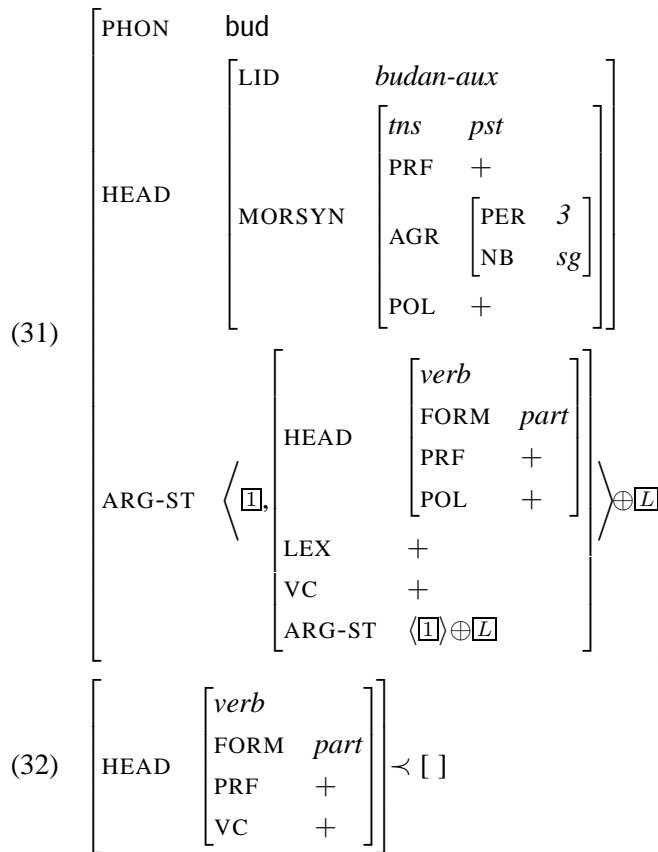 (31)
PHON bud
HEAD
LID budan-aux
MORSYN
tns pst
PRF +
AGR
PER 3
NB sg
POL +
ARG-ST ⟨ 1,
HEAD
verb
FORM part
PRF +
POL +
LEX +
VC +
ARG-ST ⟨1⟩⊕L
⟩⊕L
(32)
HEAD
verb
FORM part
PRF +
VC +
≺ [ ]